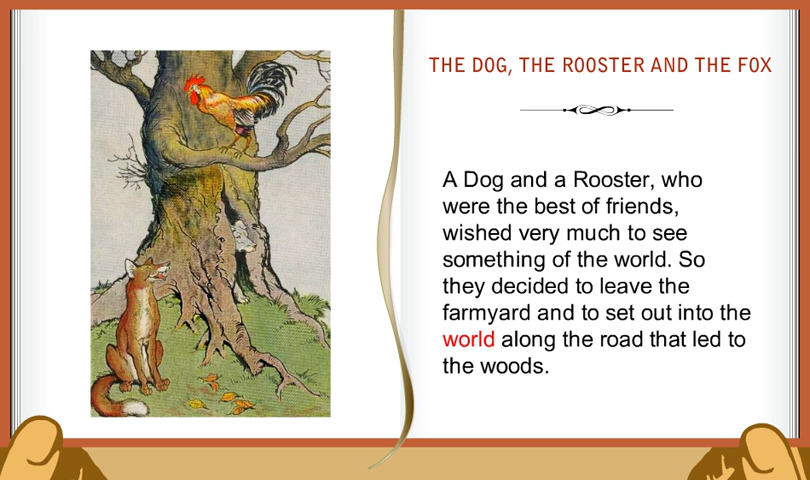 THE DOG, THE ROOSTER AND THE FOX
A Dog and a Rooster, who
were the best of friends,
wished very much to see
something of the world. So
they decided to leave the
farmyard and to set out into the
world along the road that led to
the woods.